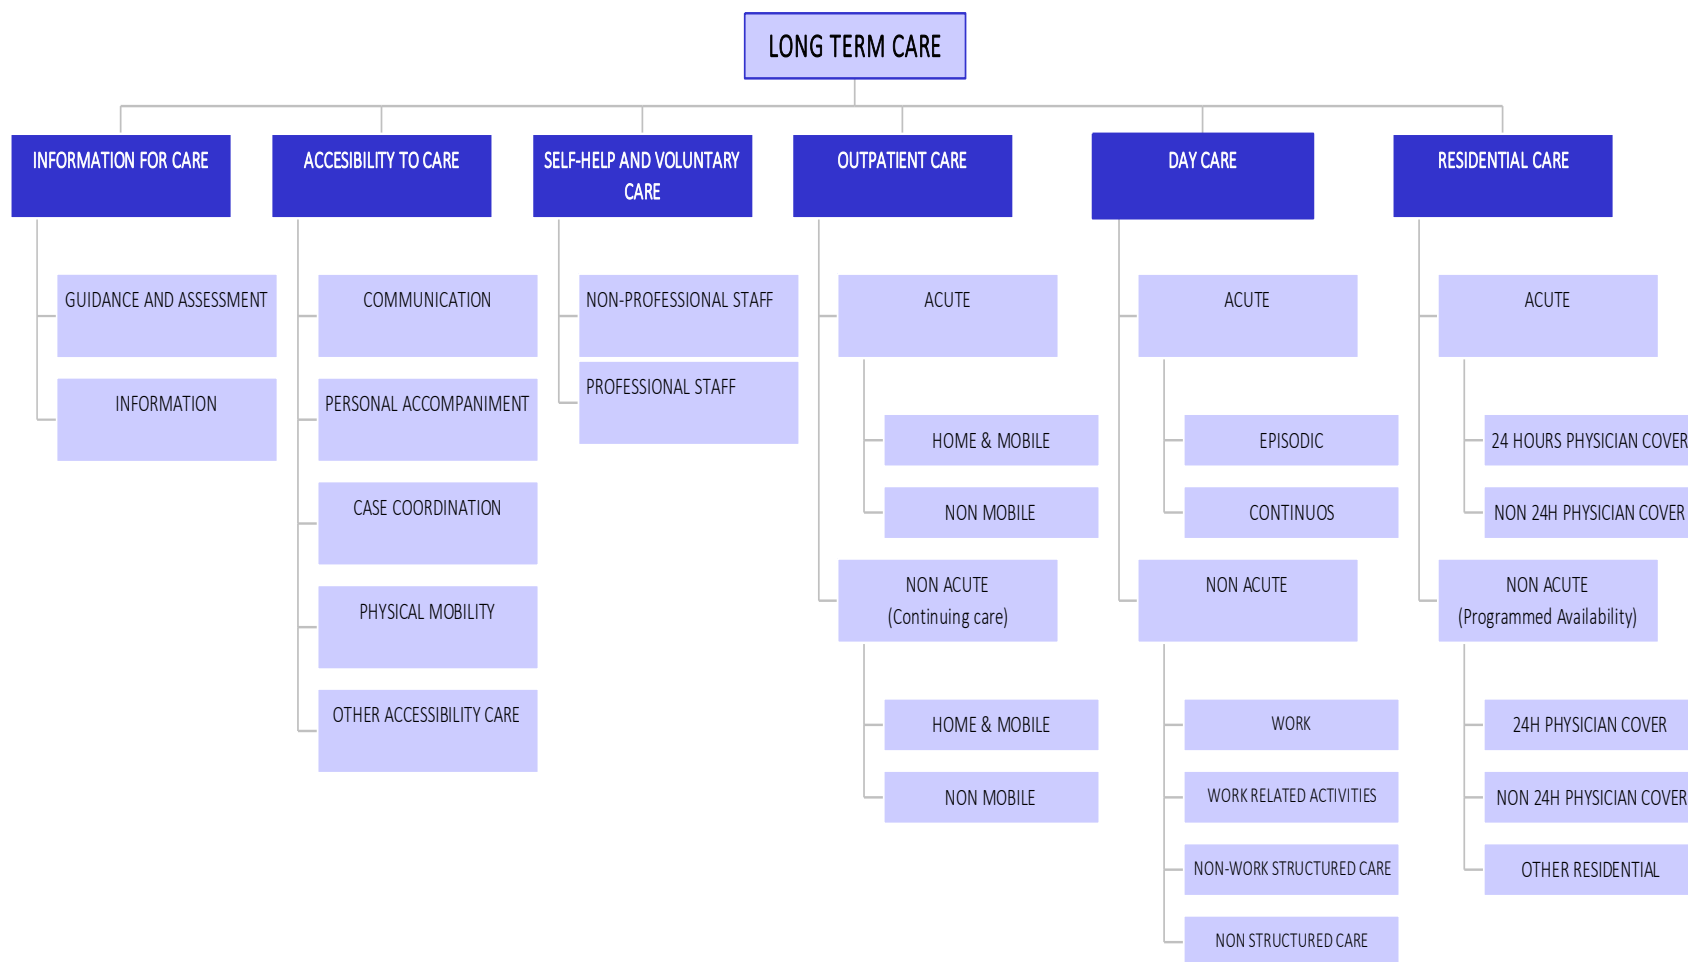 LONG TERM CARE
INFORMATION FOR CARE
GUIDANCE AND ASSESSMENT
INFORMATION
ACCESIBILITY TO CARE
COMMUNICATION
PERSONAL ACCOMPANIMENT
CASE COORDINATION
PHYSICAL MOBILITY
OTHER ACCESSIBILITY CARE
SELF-HELP AND VOLUNTARY
CARE
NON-PROFESSIONAL STAFF
PROFESSIONAL STAFF
OUTPATIENT CARE
ACUTE
HOME & MOBILE
NON MOBILE
NON ACUTE
(Continuing care)
HOME & MOBILE
NON MOBILE
DAY CARE
ACUTE
EPISODIC
CONTINUOS
NON ACUTE
WORK
WORK RELATED ACTIVITIES
NON-WORK STRUCTURED CARE
NON STRUCTURED CARE
RESIDENTIAL CARE
ACUTE
24 HOURS PHYSICIAN COVER
NON 24H PHYSICIAN COVER
NON ACUTE
(Programmed Availability)
24H PHYSICIAN COVER
NON 24H PHYSICIAN COVER
OTHER RESIDENTIAL